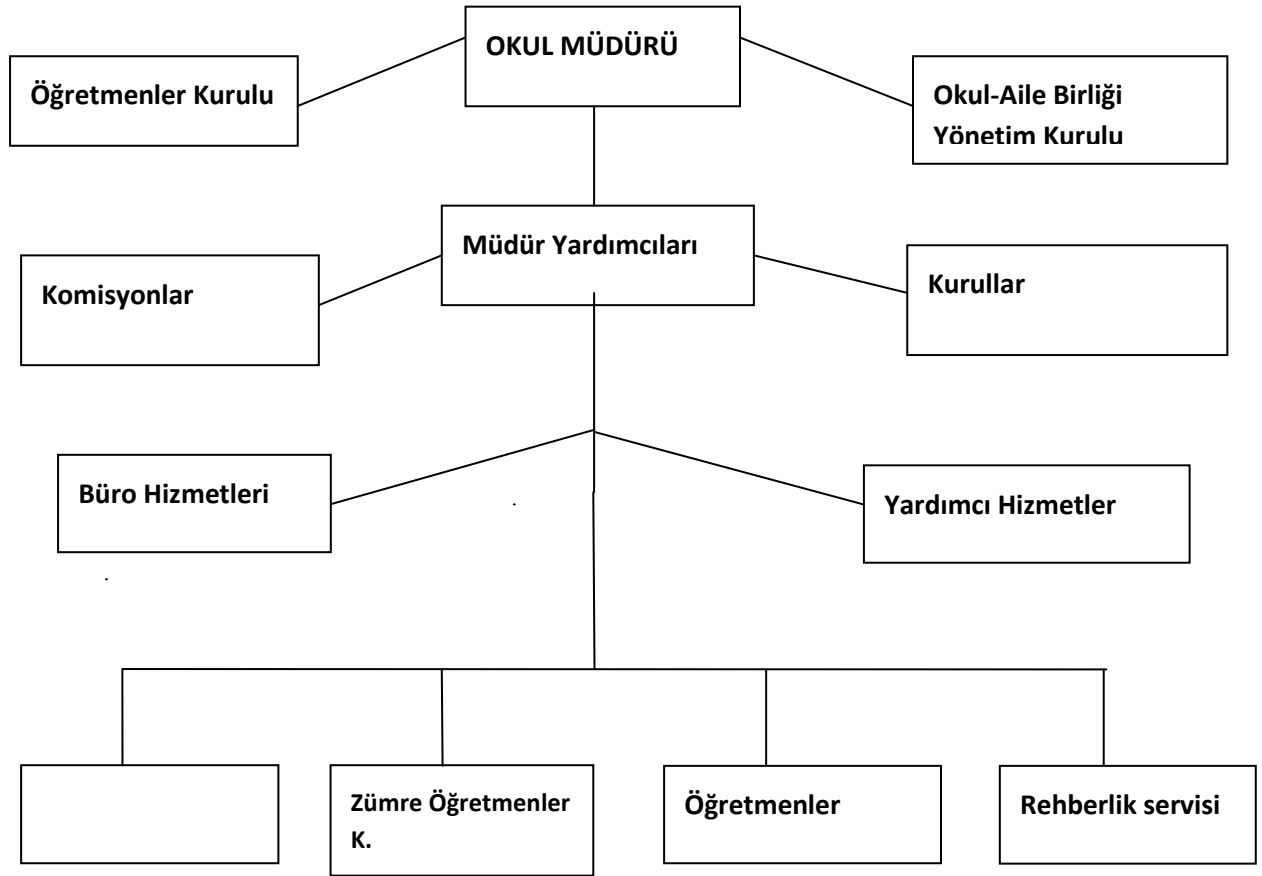 OKUL MÜDÜRÜ
Öğretmenler Kurulu
Okul-Aile Birliği
Yönetim Kurulu
Müdür Yardımcıları
Komisyonlar
Kurullar
Büro Hizmetleri
Yardımcı Hizmetler
Zümre Öğretmenler
K.
Öğretmenler
Rehberlik servisi